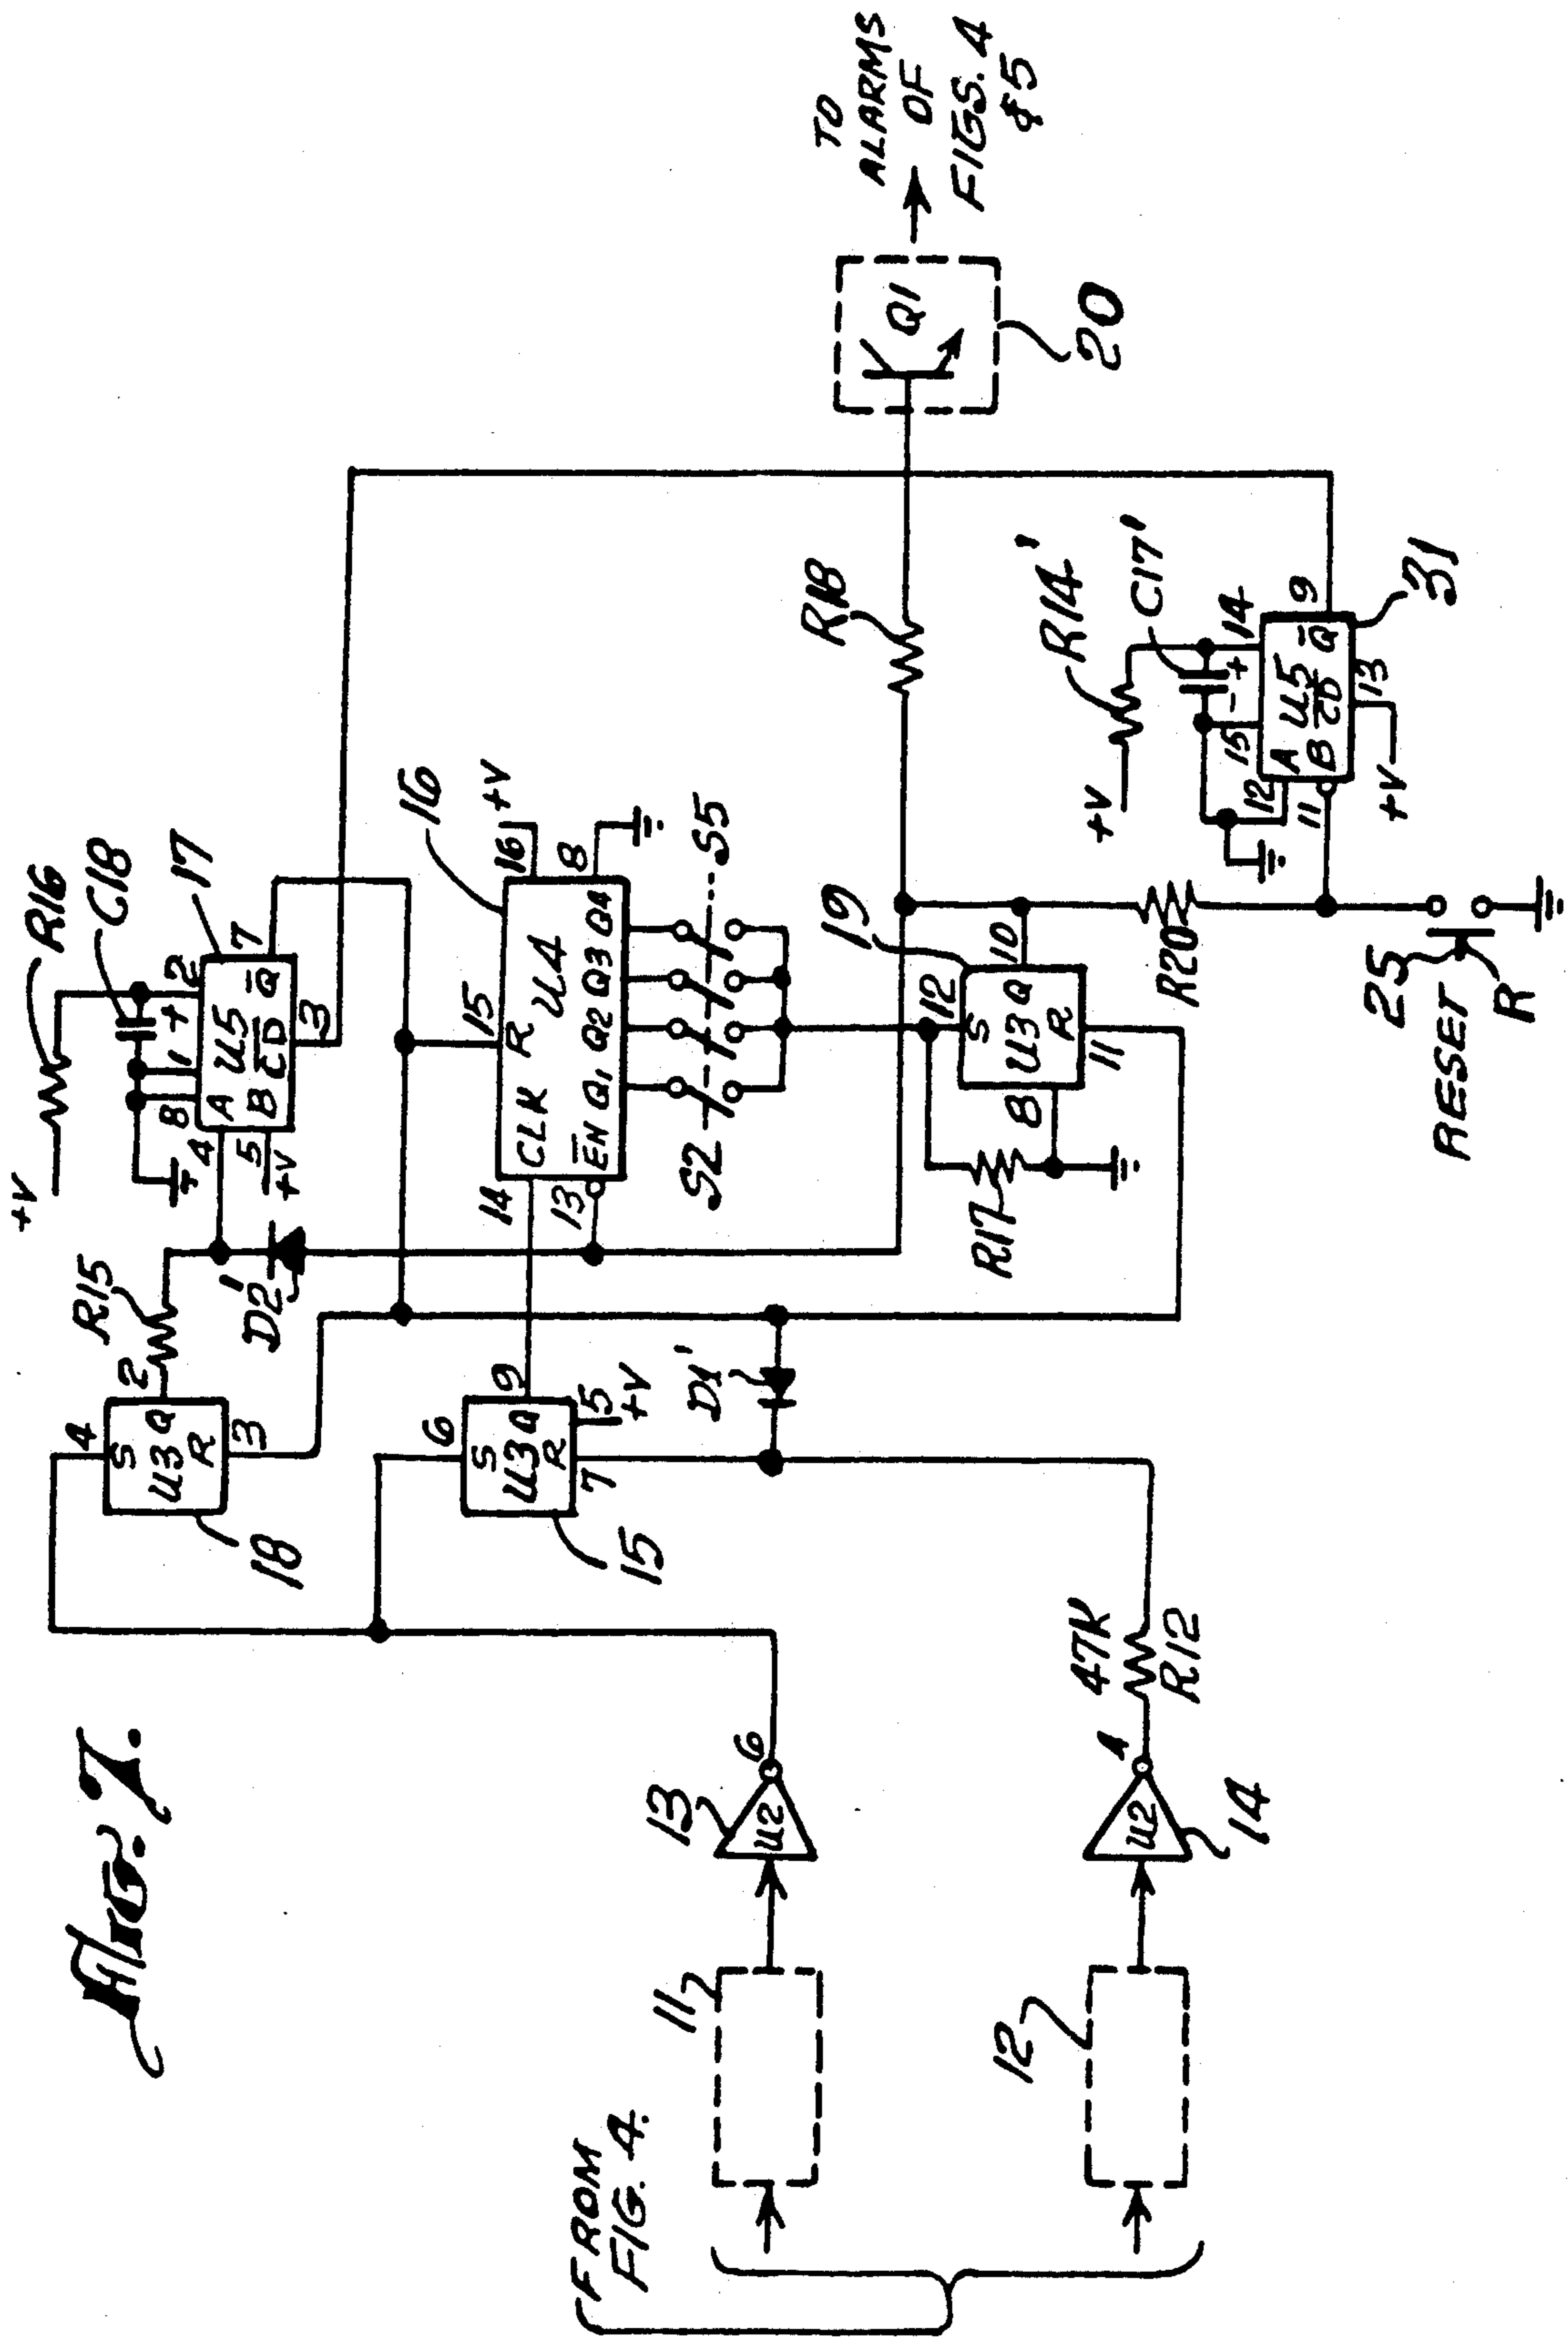 Fig. 7.
FROM
FIG. 4.
11
12
13
U2
6
14
U2
4
47K
R12
18
4
S
U3 Q
R
2
3
15
6
S
U3 Q
R
9
5
+V
7
R15
D2'
D1'
+V
R16
C18
17
8 1 + 2
4 A U5
5 B CD Q 7
+V
3
16
15
14 CLK R
U4
13 EN Q1 Q2 Q3 Q4
16 +V
8
S2 S5
19
12
S
U3 Q 10
8
R
11
R17
R18
R20
Q1
20
TO
ALARMS
OF
FIGS. 4
& 5
+V
R14'
C17'
15 - + 14
12 A U5
11 B CD Q 9
13
+V
31
25
RESET
R